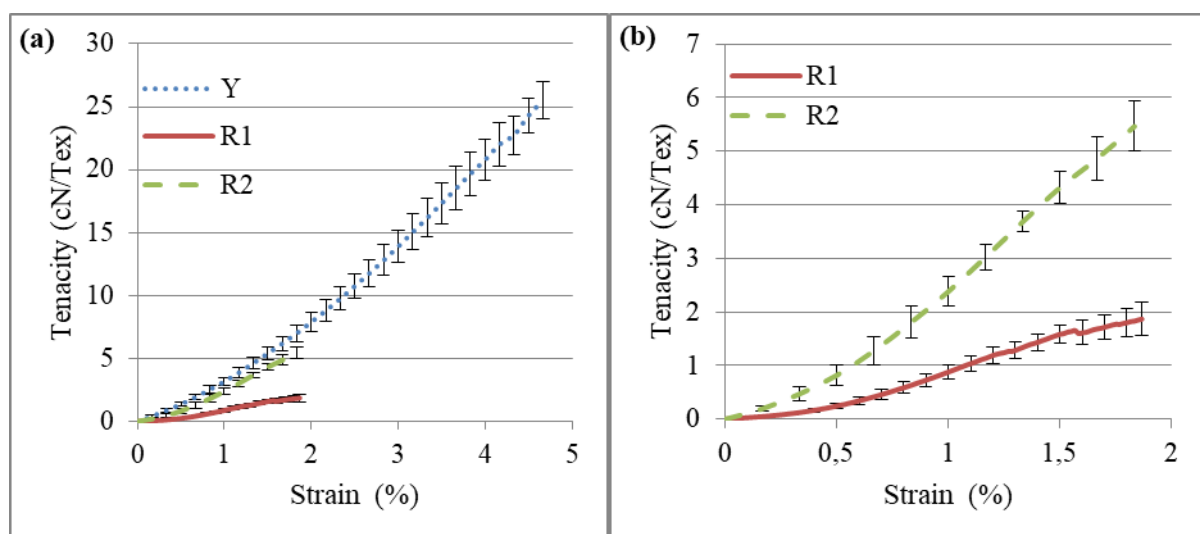 (a)
Tenacity (cN/Tex)
30
25
20
15
10
5
0
Y
R1
R2
0 1 2 3 4 5
Strain (%)
(b)
Tenacity (cN/Tex)
7
6
5
4
3
2
1
0
R1
R2
0 0,5 1 1,5 2
Strain (%)